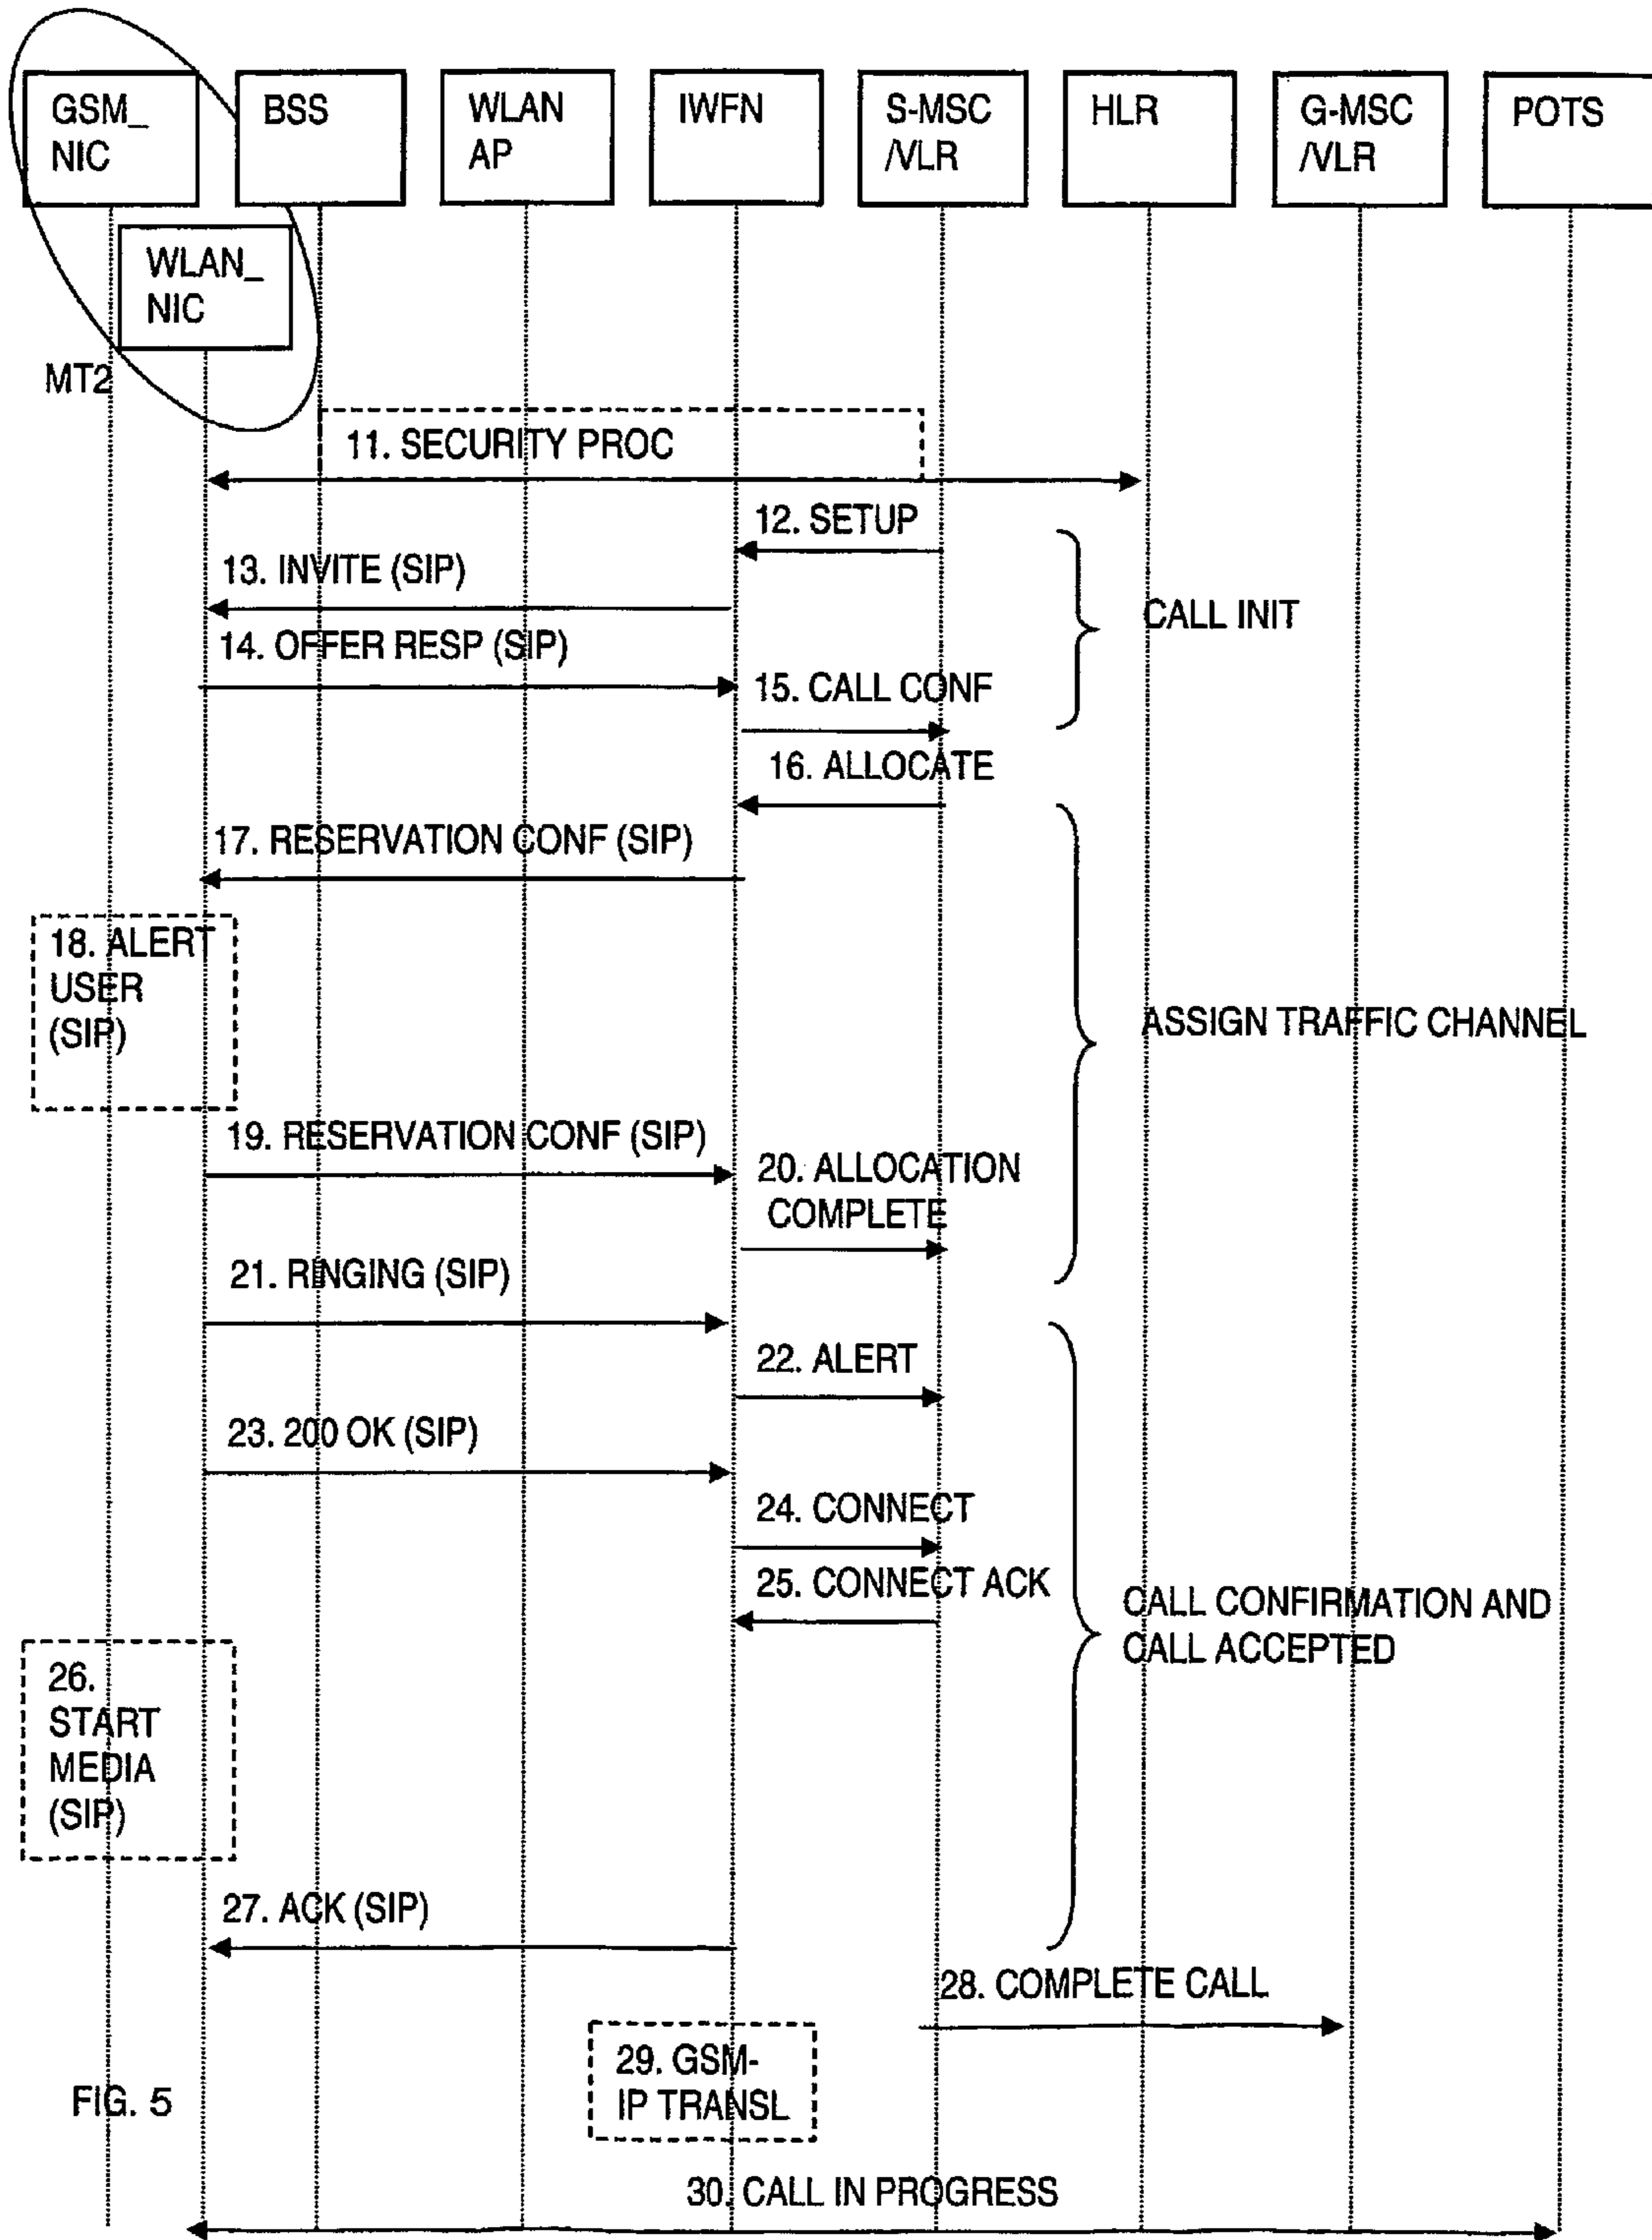 GSM_
NIC
BSS
WLAN
AP
IWFN
S-MSC
/VLR
HLR
G-MSC
/VLR
POTS
WLAN_
NIC
MT2
11. SECURITY PROC
12. SETUP
13. INVITE (SIP)
CALL INIT
14. OFFER RESP (SIP)
15. CALL CONF
16. ALLOCATE
17. RESERVATION CONF (SIP)
18. ALERT
USER
(SIP)
ASSIGN TRAFFIC CHANNEL
19. RESERVATION CONF (SIP)
20. ALLOCATION
COMPLETE
21. RINGING (SIP)
22. ALERT
23. 200 OK (SIP)
24. CONNECT
25. CONNECT ACK
CALL CONFIRMATION AND
CALL ACCEPTED
26.
START
MEDIA
(SIP)
27. ACK (SIP)
28. COMPLETE CALL
29. GSM-
IP TRANSL
FIG. 5
30. CALL IN PROGRESS